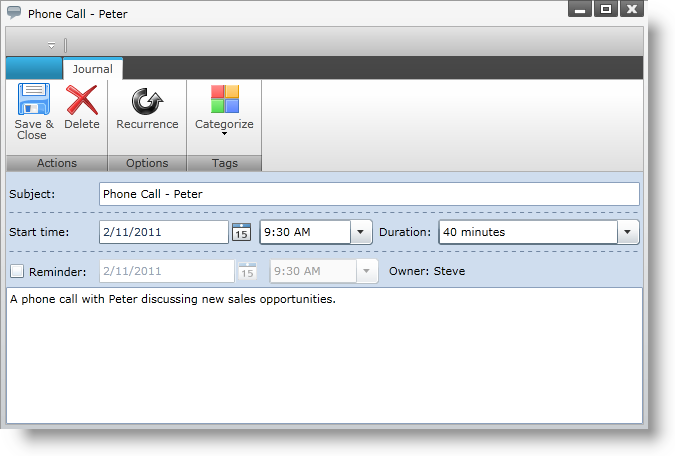 Phone Call - Peter
Journal
Save & Close
Delete
Recurrence
Categorize
Actions
Options
Tags
Subject: Phone Call - Peter
Start time: 2/11/2011 15 9:30 AM Duration: 40 minutes
Reminder: 2/11/2011 15 9:30 AM Owner: Steve
A phone call with Peter discussing new sales opportunities.